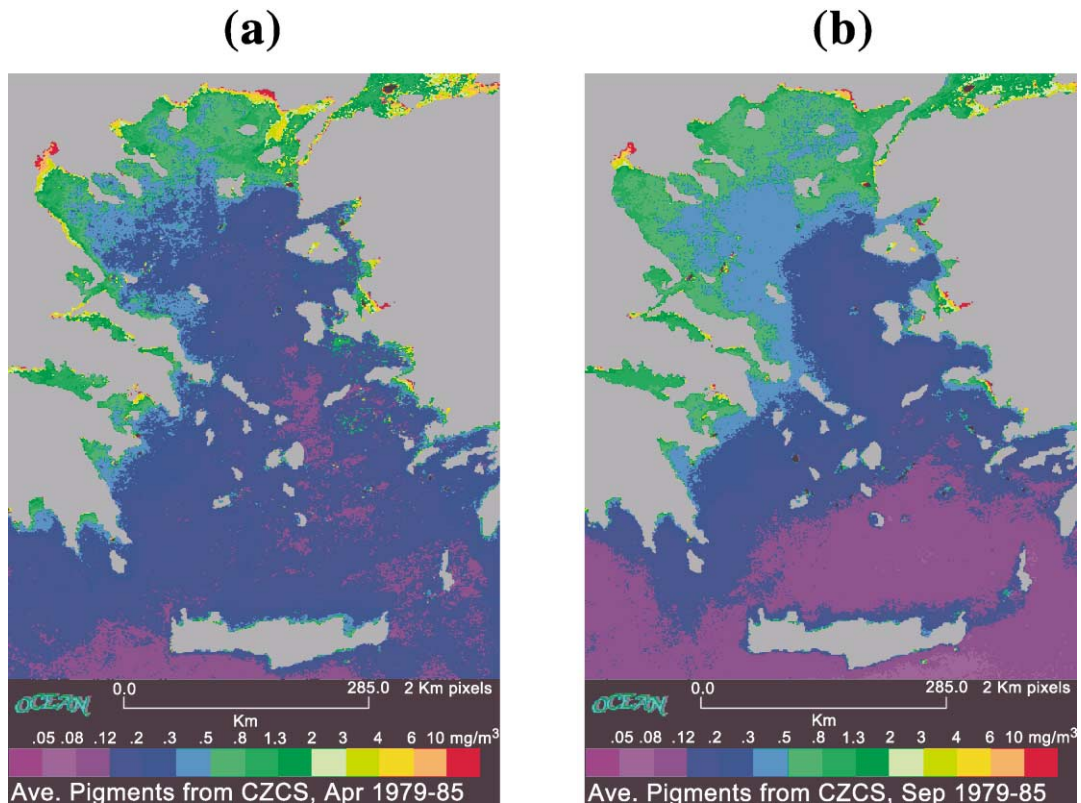 (a)
(b)
OCEAN
0.0 285.0 2 Km pixels
Km
.05 .08 .12 .2 .3 .5 .8 1.3 2 3 4 6 10 mg/m³
Ave. Pigments from CZCS, Apr 1979-85
OCEAN
0.0 285.0 2 Km pixels
Km
.05 .08 .12 .2 .3 .5 .8 1.3 2 3 4 6 10 mg/m³
Ave. Pigments from CZCS, Sep 1979-85